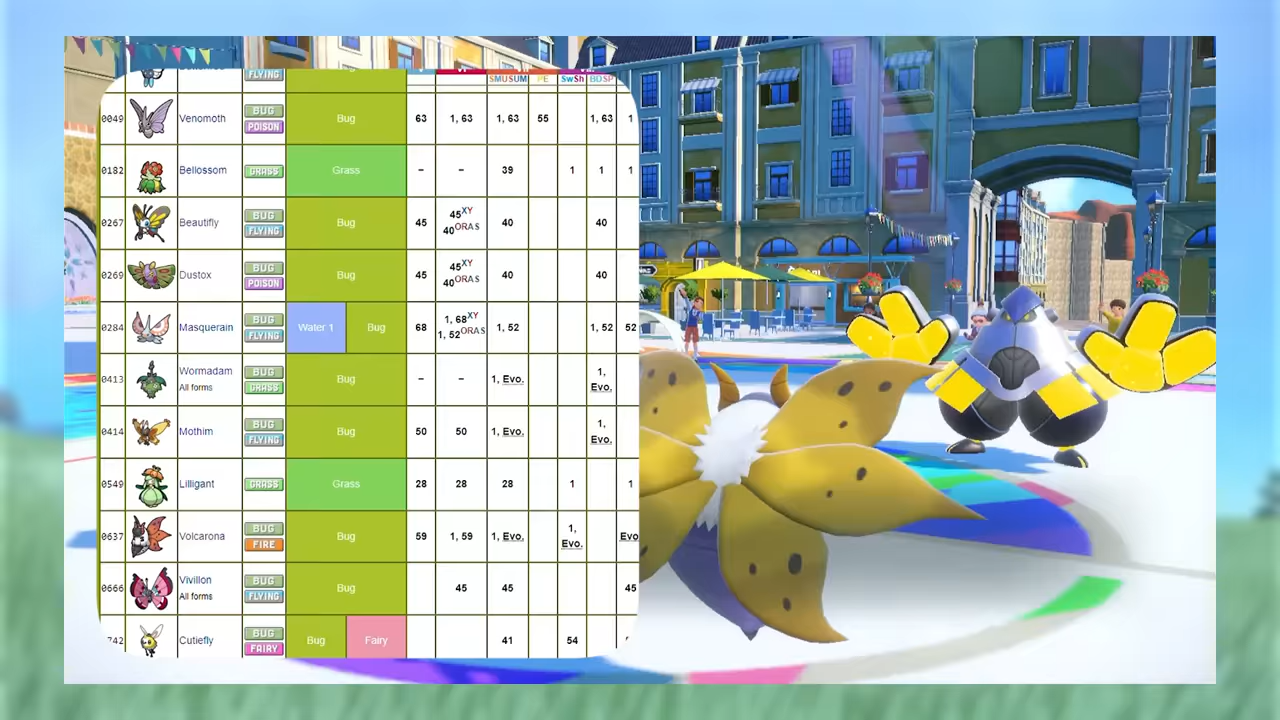 SMUSUM PE SwSh BDSP
FLYING Bug
0049 Venomoth BUG POISON Bug 63 1, 63 1, 63 55 1, 63 1
0182 Bellossom GRASS Grass – – 39 1 1 1
0267 Beautifly BUG FLYING Bug 45 45XY 40ORAS 40 40
0269 Dustox BUG POISON Bug 45 45XY 40ORAS 40 40
0284 Masquerain BUG FLYING Water 1 Bug 68 1, 68XY 1, 52ORAS 1, 52 1, 52 52
0413 Wormadam All forms BUG GRASS Bug – – 1, Evo. 1, Evo.
0414 Mothim BUG FLYING Bug 50 50 1, Evo. 1, Evo.
0549 Lilligant GRASS Grass 28 28 28 1 1
0637 Volcarona BUG FIRE Bug 59 1, 59 1, Evo. 1, Evo. Evo
0666 Vivillon All forms BUG FLYING Bug 45 45 45
742 Cutiefly BUG FAIRY Bug Fairy 41 54